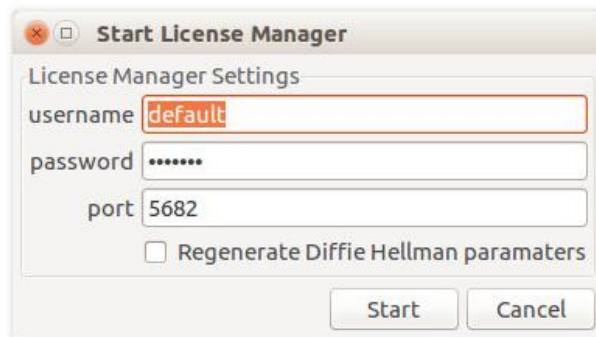 Start License Manager
License Manager Settings
username default
password •••••••
port 5682
Regenerate Diffie Hellman paramaters
Start Cancel